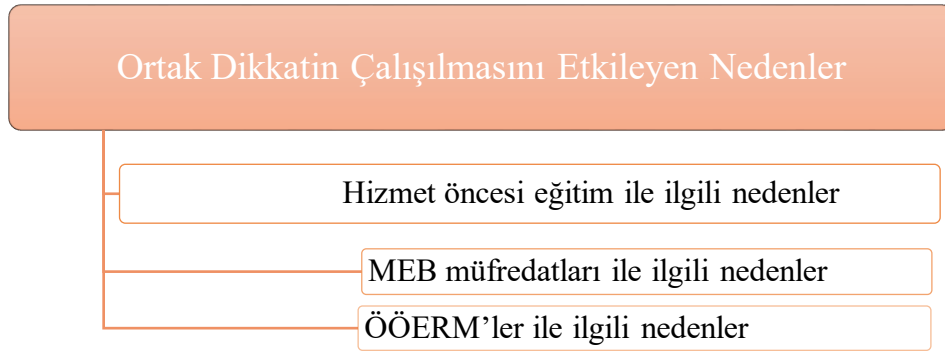 Ortak Dikkatin Çalışılmasını Etkileyen Nedenler
Hizmet öncesi eğitim ile ilgili nedenler
MEB müfredatları ile ilgili nedenler
ÖÖERM’ler ile ilgili nedenler